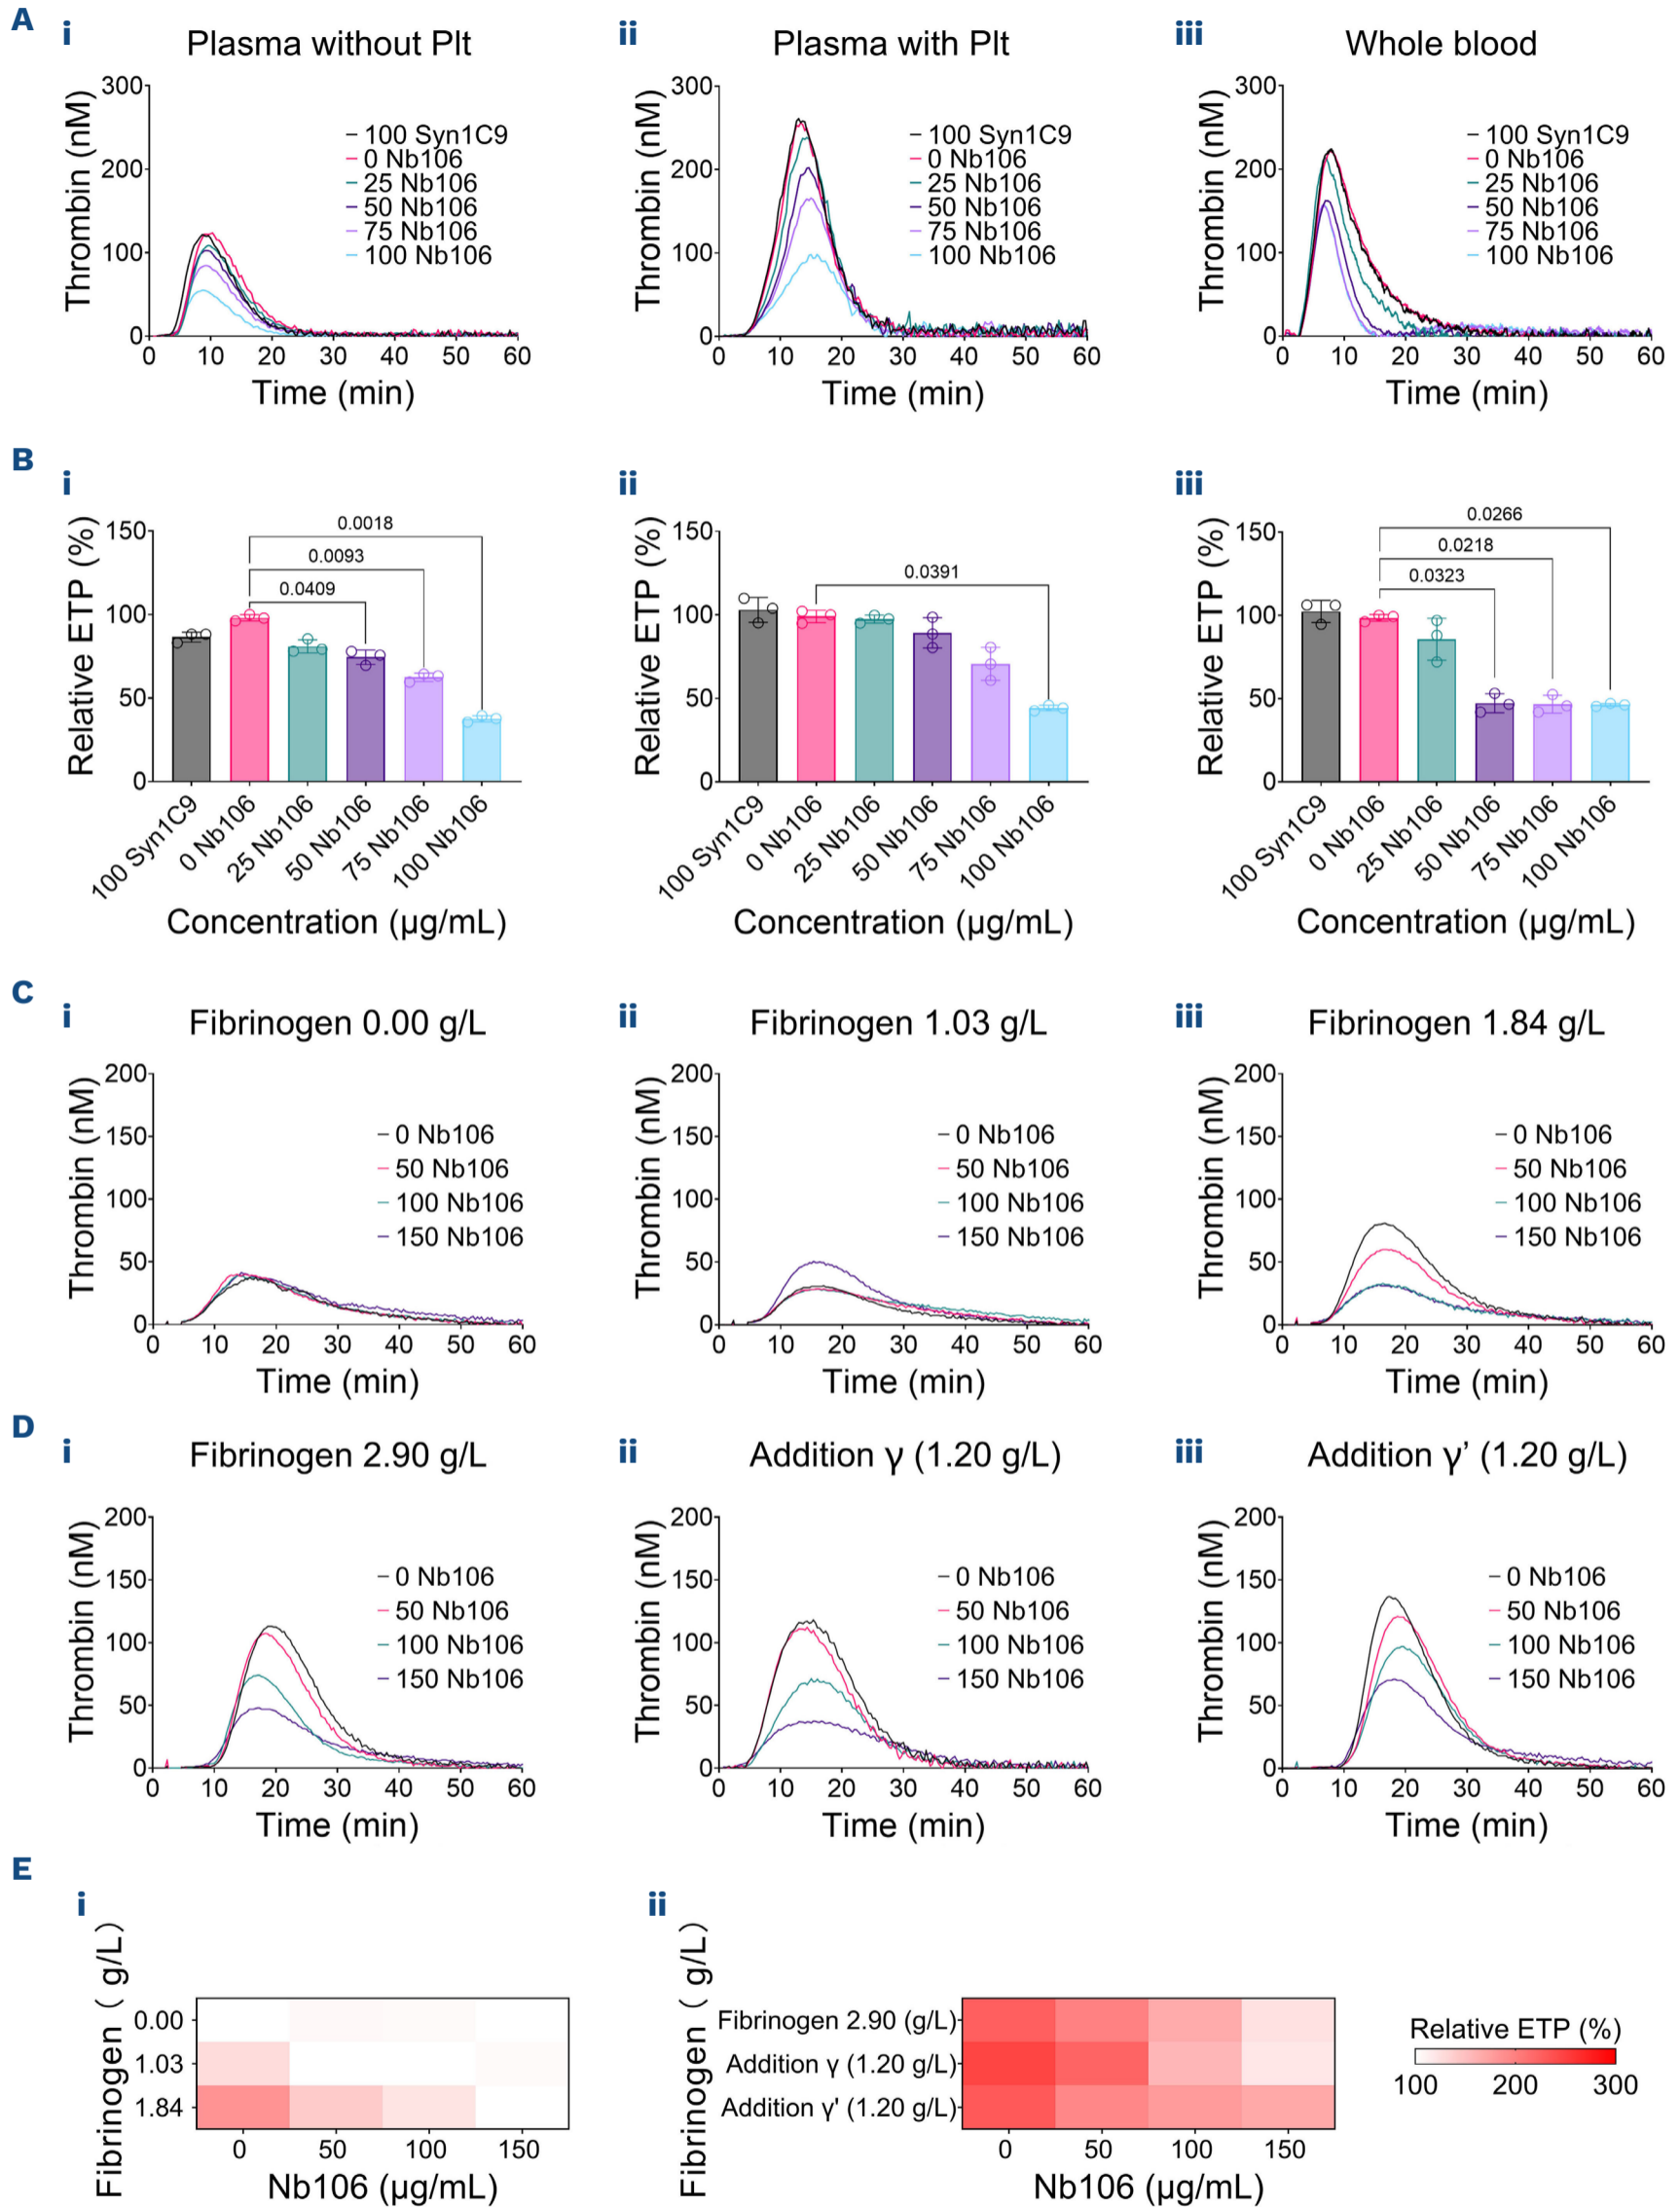 A
i
Plasma without Plt
Thrombin (nM)
300
200
100
0
100 Syn1C9
0 Nb106
25 Nb106
50 Nb106
75 Nb106
100 Nb106
0 10 20 30 40 50 60
Time (min)
ii
Plasma with Plt
Thrombin (nM)
300
200
100
0
100 Syn1C9
0 Nb106
25 Nb106
50 Nb106
75 Nb106
100 Nb106
0 10 20 30 40 50 60
Time (min)
iii
Whole blood
Thrombin (nM)
300
200
100
0
100 Syn1C9
0 Nb106
25 Nb106
50 Nb106
75 Nb106
100 Nb106
0 10 20 30 40 50 60
Time (min)
B
i
Relative ETP (%)
150
100
50
0
0.0018
0.0093
0.0409
100 Syn1C9
0 Nb106
25 Nb106
50 Nb106
75 Nb106
100 Nb106
Concentration (µg/mL)
ii
Relative ETP (%)
150
100
50
0
0.0391
100 Syn1C9
0 Nb106
25 Nb106
50 Nb106
75 Nb106
100 Nb106
Concentration (µg/mL)
iii
Relative ETP (%)
150
100
50
0
0.0266
0.0218
0.0323
100 Syn1C9
0 Nb106
25 Nb106
50 Nb106
75 Nb106
100 Nb106
Concentration (µg/mL)
C
i
Fibrinogen 0.00 g/L
Thrombin (nM)
200
150
100
50
0
0 Nb106
50 Nb106
100 Nb106
150 Nb106
0 10 20 30 40 50 60
Time (min)
ii
Fibrinogen 1.03 g/L
Thrombin (nM)
200
150
100
50
0
0 Nb106
50 Nb106
100 Nb106
150 Nb106
0 10 20 30 40 50 60
Time (min)
iii
Fibrinogen 1.84 g/L
Thrombin (nM)
200
150
100
50
0
0 Nb106
50 Nb106
100 Nb106
150 Nb106
0 10 20 30 40 50 60
Time (min)
D
i
Fibrinogen 2.90 g/L
Thrombin (nM)
200
150
100
50
0
0 Nb106
50 Nb106
100 Nb106
150 Nb106
0 10 20 30 40 50 60
Time (min)
ii
Addition γ (1.20 g/L)
Thrombin (nM)
200
150
100
50
0
0 Nb106
50 Nb106
100 Nb106
150 Nb106
0 10 20 30 40 50 60
Time (min)
iii
Addition γ’ (1.20 g/L)
Thrombin (nM)
200
150
100
50
0
0 Nb106
50 Nb106
100 Nb106
150 Nb106
0 10 20 30 40 50 60
Time (min)
E
i
Fibrinogen（ g/L）
0.00
1.03
1.84
0 50 100 150
Nb106 (µg/mL)
ii
Fibrinogen（ g/L）
Fibrinogen 2.90 (g/L)
Addition γ (1.20 g/L)
Addition γ' (1.20 g/L)
0 50 100 150
Nb106 (µg/mL)
Relative ETP (%)
100 200 300